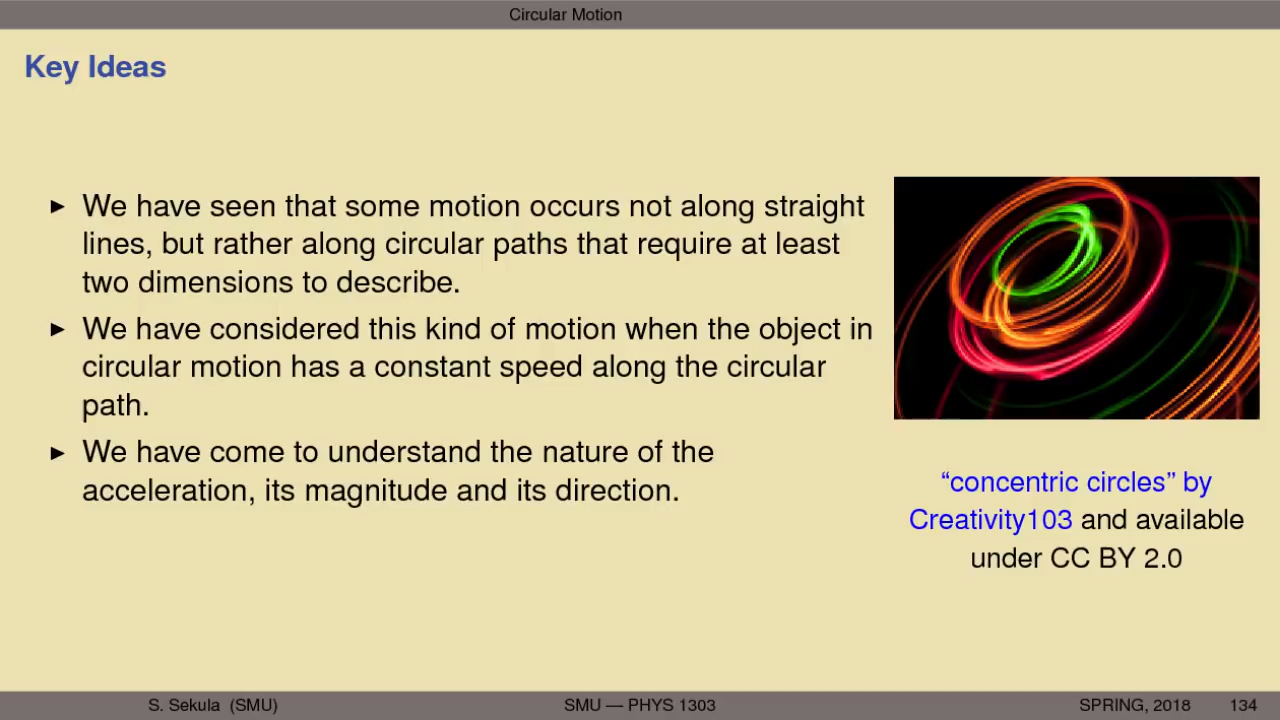 Circular Motion
Key Ideas
▶ We have seen that some motion occurs not along straight
lines, but rather along circular paths that require at least
two dimensions to describe.
▶ We have considered this kind of motion when the object in
circular motion has a constant speed along the circular
path.
▶ We have come to understand the nature of the
acceleration, its magnitude and its direction.
“concentric circles” by
Creativity103 and available
under CC BY 2.0
S. Sekula (SMU)
SMU — PHYS 1303
SPRING, 2018
134